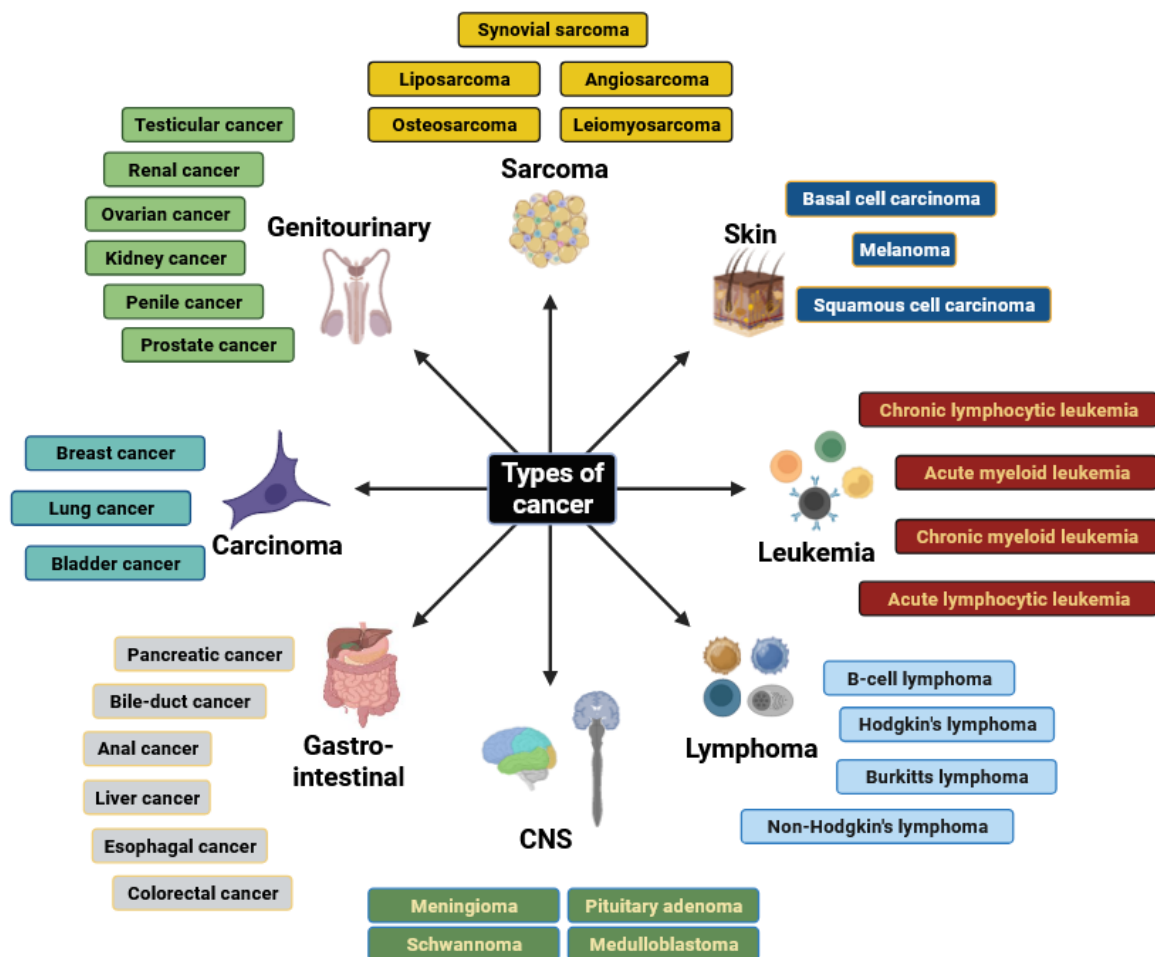 Synovial sarcoma
Liposarcoma
Angiosarcoma
Osteosarcoma
Leiomyosarcoma
Sarcoma
Testicular cancer
Renal cancer
Ovarian cancer
Kidney cancer
Penile cancer
Prostate cancer
Genitourinary
Skin
Basal cell carcinoma
Melanoma
Squamous cell carcinoma
Breast cancer
Lung cancer
Bladder cancer
Carcinoma
Types of
cancer
Leukemia
Chronic lymphocytic leukemia
Acute myeloid leukemia
Chronic myeloid leukemia
Acute lymphocytic leukemia
Pancreatic cancer
Bile-duct cancer
Anal cancer
Liver cancer
Esophagal cancer
Colorectal cancer
Gastro-
intestinal
CNS
Lymphoma
B-cell lymphoma
Hodgkin's lymphoma
Burkitts lymphoma
Non-Hodgkin's lymphoma
Meningioma
Pituitary adenoma
Schwannoma
Medulloblastoma